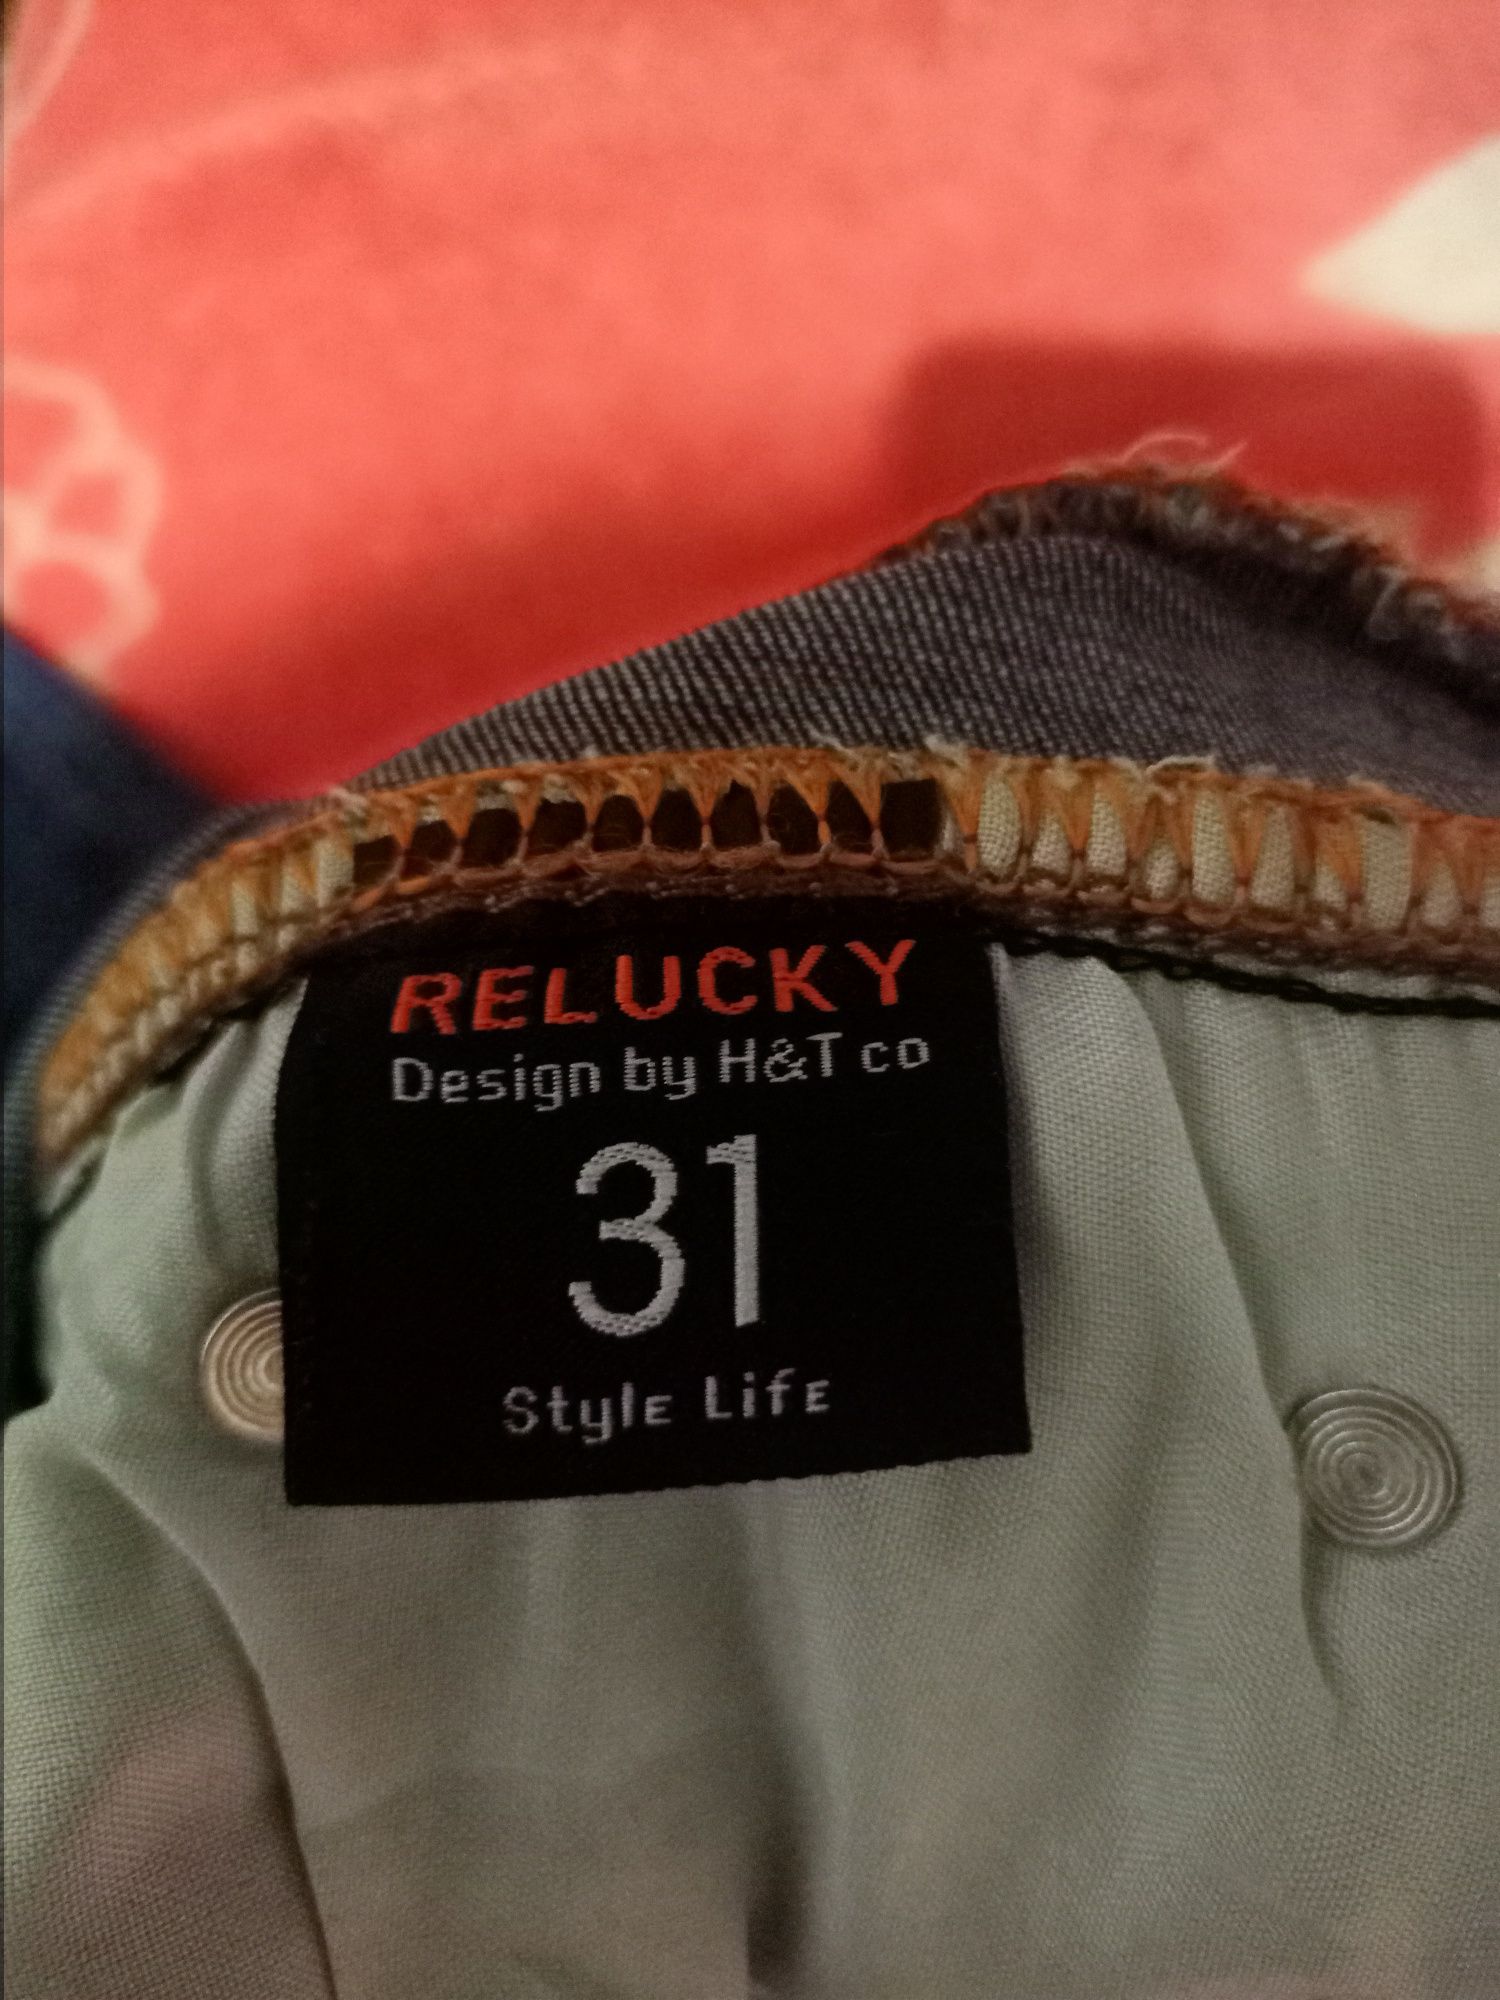 RELUCKY
Design by H&T co
31
Style Life